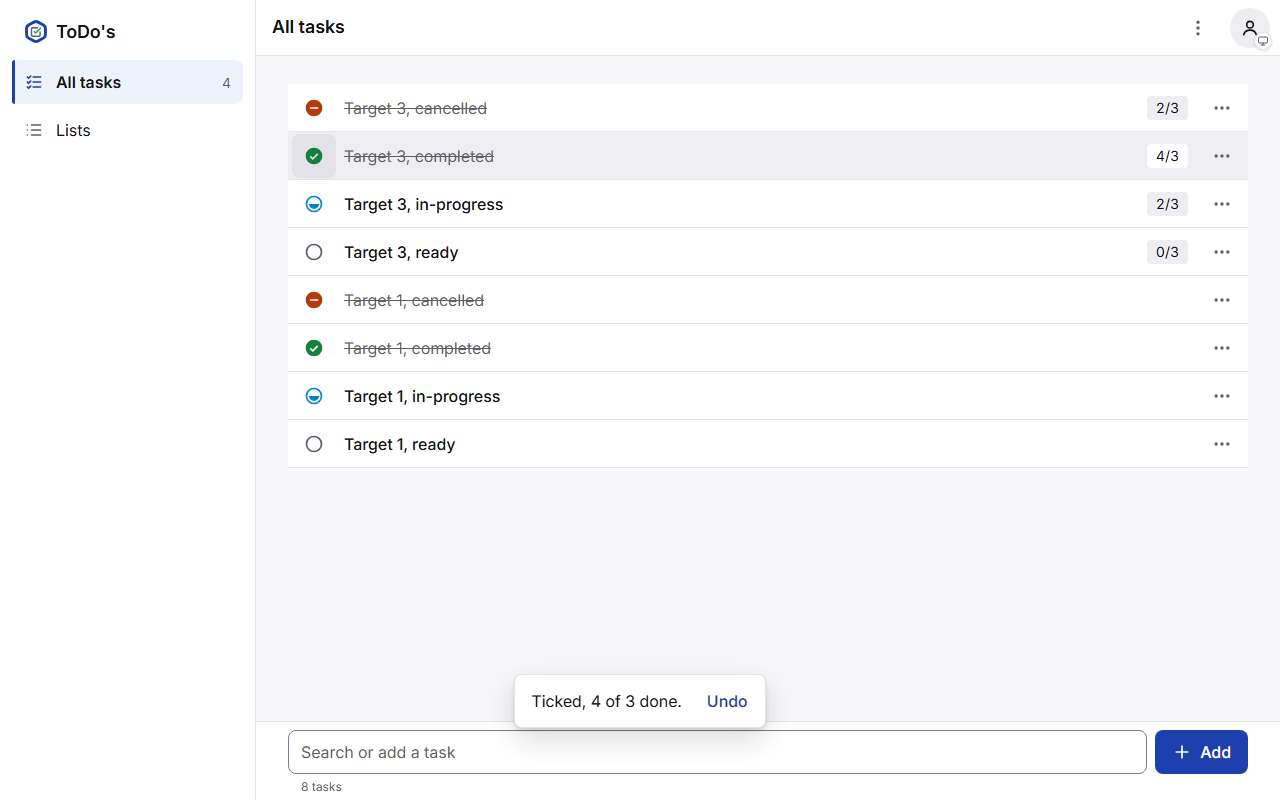 ToDo's
All tasks
All tasks 4
Lists
Target 3, cancelled 2/3
Target 3, completed 4/3
Target 3, in-progress 2/3
Target 3, ready 0/3
Target 1, cancelled
Target 1, completed
Target 1, in-progress
Target 1, ready
Ticked, 4 of 3 done. Undo
Search or add a task
Add
8 tasks